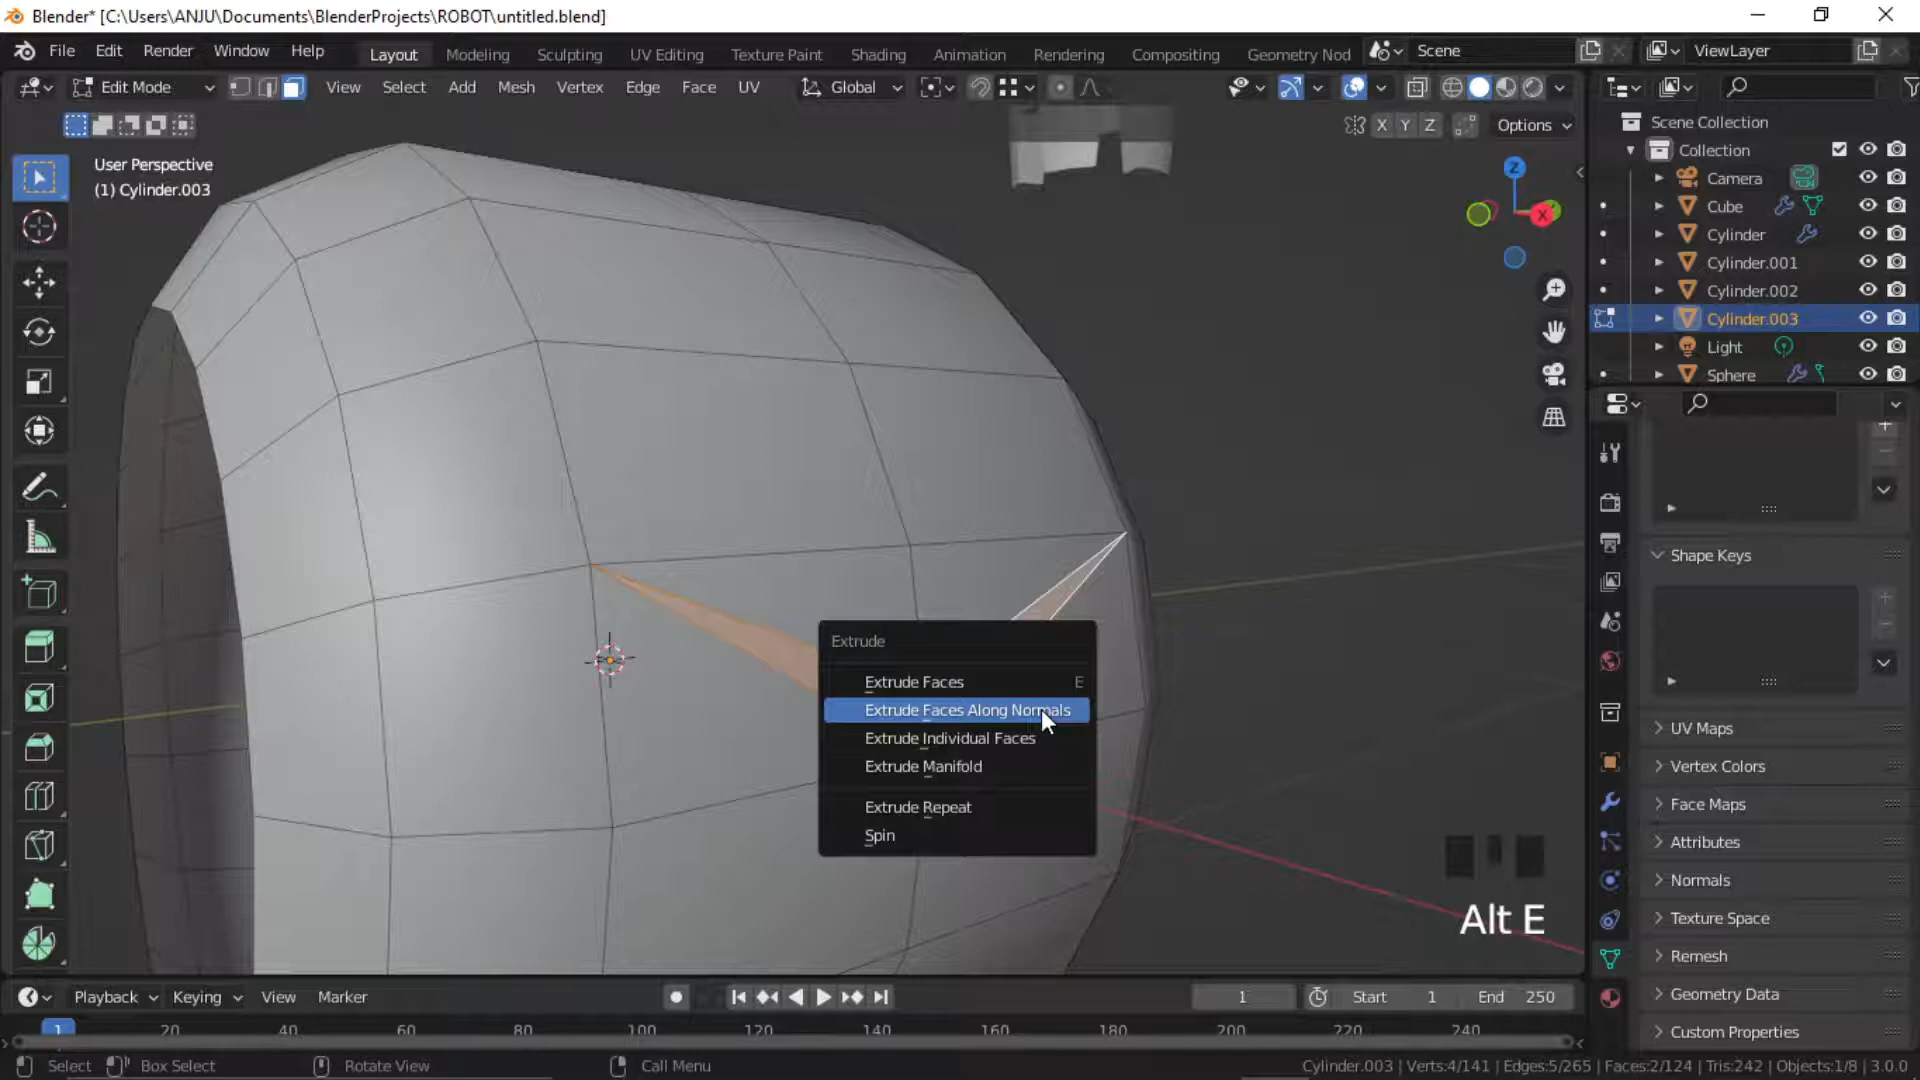 Blender* [C:\Users\ANJU\Documents\BlenderProjects\ROBOT\untitled.blend]
File Edit Render Window Help Layout Modeling Sculpting UV Editing Texture Paint Shading Animation Rendering Compositing Geometry Nod Scene ViewLayer
Edit Mode View Select Add Mesh Vertex Edge Face UV Global
X Y Z Options
User Perspective
(1) Cylinder.003
Z
X
Scene Collection
Collection
Camera
Cube
Cylinder
Cylinder.001
Cylinder.002
Cylinder.003
Light
Sphere
Shape Keys
UV Maps
Vertex Colors
Face Maps
Attributes
Normals
Texture Space
Remesh
Geometry Data
Custom Properties
Extrude
Extrude Faces E
Extrude Faces Along Normals
Extrude Individual Faces
Extrude Manifold
Extrude Repeat
Spin
Alt E
Playback Keying View Marker 1 Start 1 End 250
1 20 40 60 80 100 120 140 160 180 200 220 240
Select Box Select Rotate View Call Menu Cylinder.003 | Verts:4/141 | Edges:5/265 | Faces:2/124 | Tris:242 | Objects:1/8 | 3.0.0